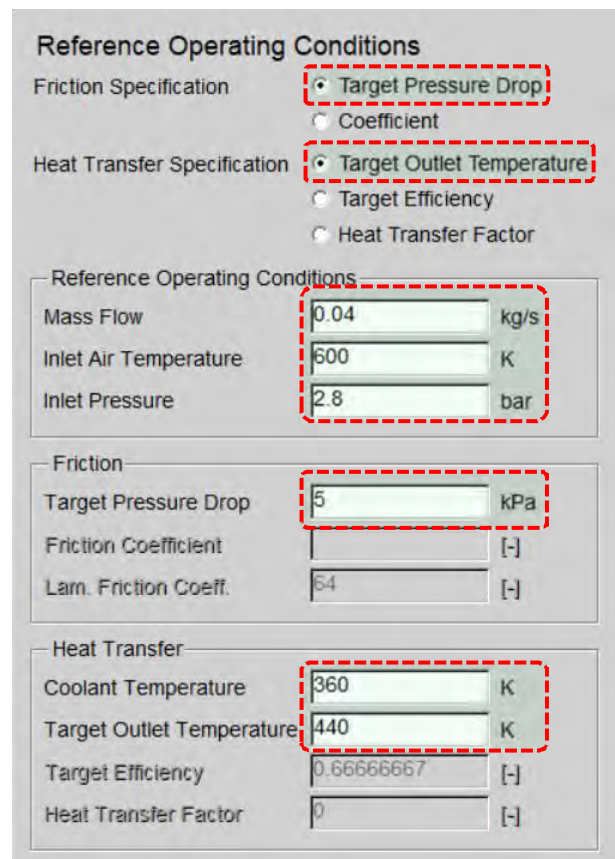 Reference Operating Conditions
Friction Specification Target Pressure Drop
Coefficient
Heat Transfer Specification Target Outlet Temperature
Target Efficiency
Heat Transfer Factor
Reference Operating Conditions
Mass Flow 0.04 kg/s
Inlet Air Temperature 600 K
Inlet Pressure 2.8 bar
Friction
Target Pressure Drop 5 kPa
Friction Coefficient [-]
Lam. Friction Coeff. 64 [-]
Heat Transfer
Coolant Temperature 360 K
Target Outlet Temperature 440 K
Target Efficiency 0.66666667 [-]
Heat Transfer Factor 0 [-]